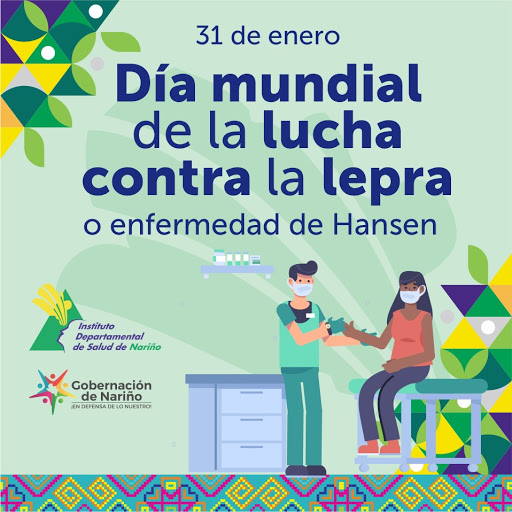 31 de enero
Día mundial
de la lucha
contra la lepra
o enfermedad de Hansen
Instituto
Departamental
de Salud de Nariño
Gobernación
de Nariño
¡EN DEFENSA DE LO NUESTRO!